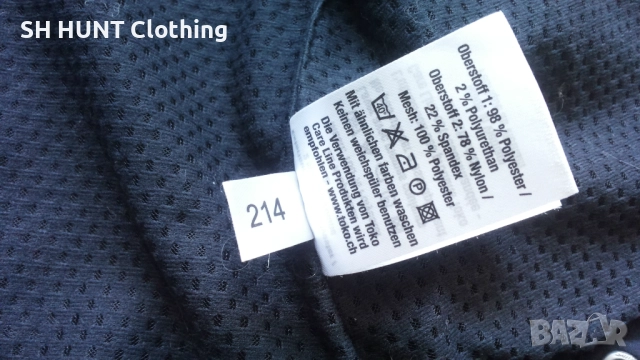 SH HUNT Clothing
Oberstoff 1: 98 % Polyester /
2 % Polyurethan
Oberstoff 2: 78 % Nylon /
22 % Spandex
Mesh: 100 % Polyester
40
P
Mit ähnlichen farben waschen
Keinen weichspüler benutzen
Die Verwendung von Toko
Care Line Produkten wird
empfohlen - www.toko.ch
214
BAZAR